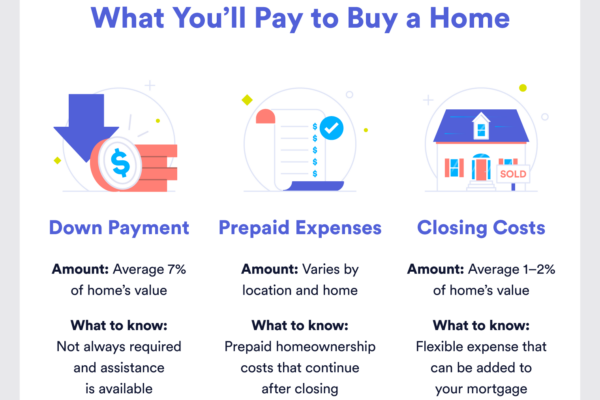 What You’ll Pay to Buy a Home
$
$
$
$
$
$
SOLD
Down Payment
Amount: Average 7%
of home’s value
What to know:
Not always required
and assistance
is available
Prepaid Expenses
Amount: Varies by
location and home
What to know:
Prepaid homeownership
costs that continue
after closing
Closing Costs
Amount: Average 1–2%
of home’s value
What to know:
Flexible expense that
can be added to
your mortgage